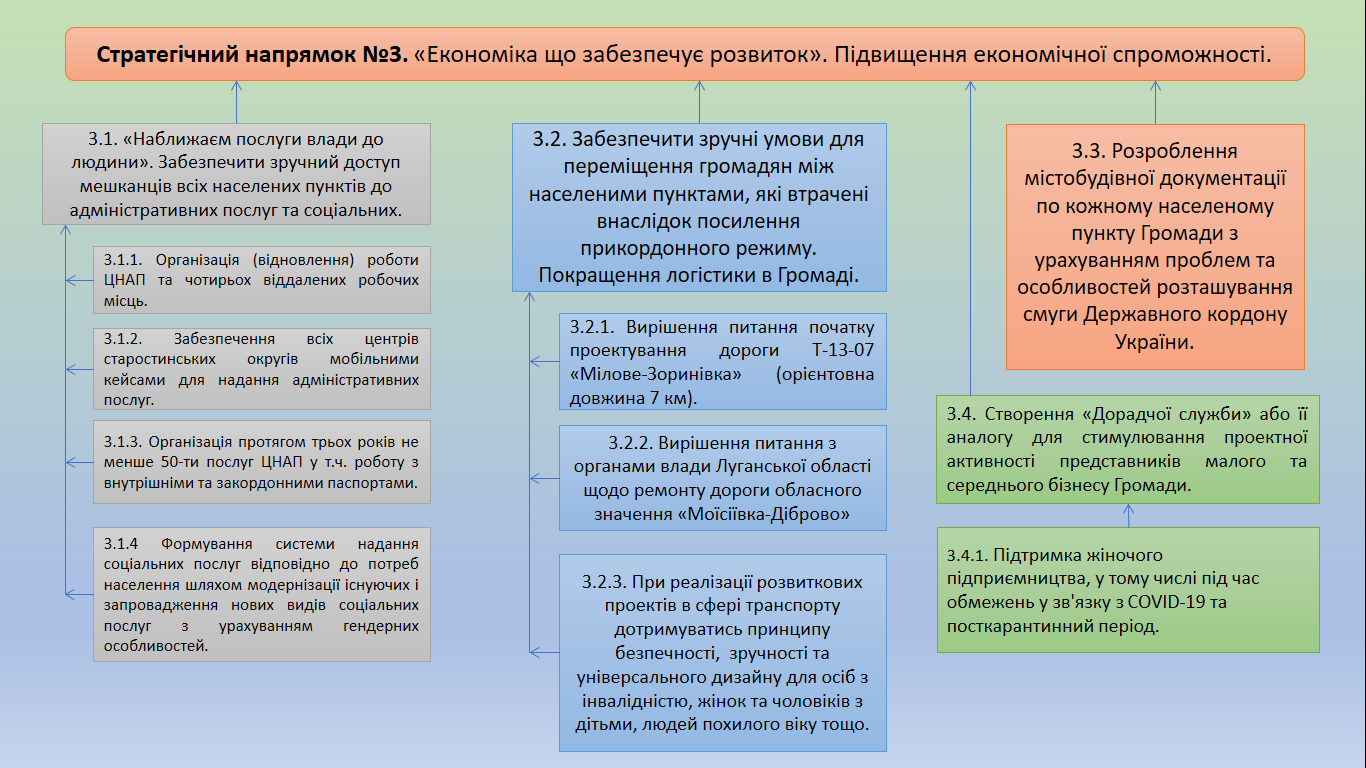 Стратегічний напрямок №3. «Економіка що забезпечує розвиток». Підвищення економічної спроможності.
3.1. «Наближаєм послуги влади до
людини». Забезпечити зручний доступ
мешканців всіх населених пунктів до
адміністративних послуг та соціальних.
3.1.1. Організація (відновлення) роботи
ЦНАП та чотирьох віддалених робочих
місць.
3.1.2. Забезпечення всіх центрів
старостинських округів мобільними
кейсами для надання адміністративних
послуг.
3.1.3. Організація протягом трьох років не
менше 50-ти послуг ЦНАП у т.ч. роботу з
внутрішніми та закордонними паспортами.
3.1.4 Формування системи надання
соціальних послуг відповідно до потреб
населення шляхом модернізації існуючих і
запровадження нових видів соціальних
послуг з урахуванням гендерних
особливостей.
3.2. Забезпечити зручні умови для
переміщення громадян між
населеними пунктами, які втрачені
внаслідок посилення
прикордонного режиму.
Покращення логістики в Громаді.
3.2.1. Вирішення питання початку
проектування дороги Т-13-07
«Мілове-Зоринівка» (орієнтовна
довжина 7 км).
3.2.2. Вирішення питання з
органами влади Луганської області
щодо ремонту дороги обласного
значення «Моїсіївка-Діброво»
3.2.3. При реалізації розвиткових
проектів в сфері транспорту
дотримуватись принципу
безпечності, зручності та
універсального дизайну для осіб з
інвалідністю, жінок та чоловіків з
дітьми, людей похилого віку тощо.
3.3. Розроблення
містобудівної документації
по кожному населеному
пункту Громади з
урахуванням проблем та
особливостей розташування
смуги Державного кордону
України.
3.4. Створення «Дорадчої служби» або її
аналогу для стимулювання проектної
активності представників малого та
середнього бізнесу Громади.
3.4.1. Підтримка жіночого
підприємництва, у тому числі під час
обмежень у зв'язку з COVID-19 та
посткарантинний період.